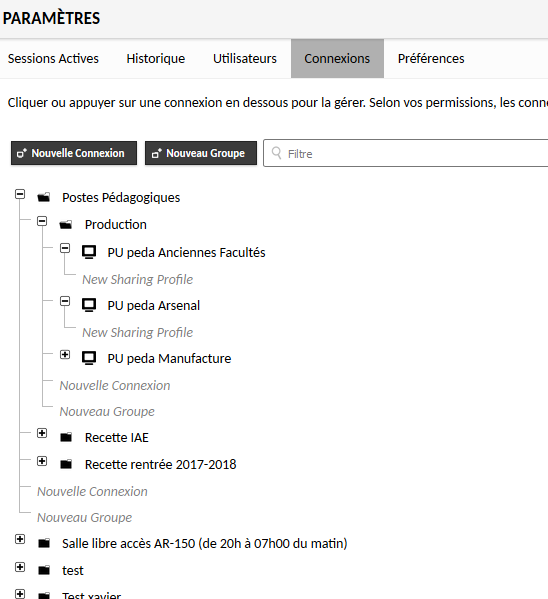 PARAMÈTRES
Sessions Actives Historique Utilisateurs Connexions Préférences
Cliquer ou appuyer sur une connexion en dessous pour la gérer. Selon vos permissions, les conne
Nouvelle Connexion Nouveau Groupe Filtre
Postes Pédagogiques
Production
PU peda Anciennes Facultés
New Sharing Profile
PU peda Arsenal
New Sharing Profile
PU peda Manufacture
Nouvelle Connexion
Nouveau Groupe
Recette IAE
Recette rentrée 2017-2018
Nouvelle Connexion
Nouveau Groupe
Salle libre accès AR-150 (de 20h à 07h00 du matin)
test
Test xavier